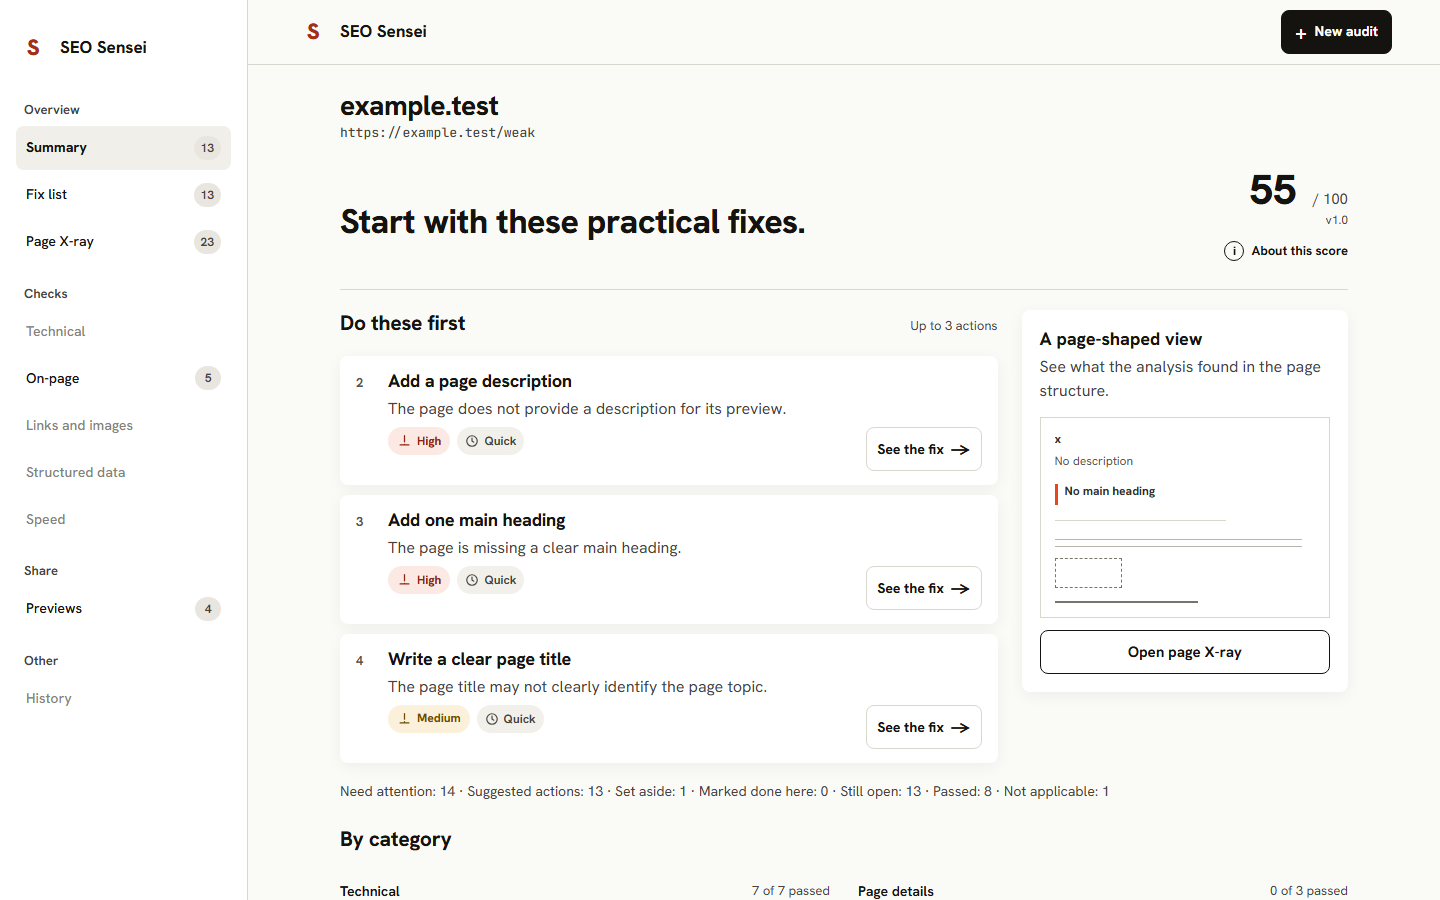 S SEO Sensei
Overview
Summary 13
Fix list 13
Page X-ray 23
Checks
Technical
On-page 5
Links and images
Structured data
Speed
Share
Previews 4
Other
History
S SEO Sensei
+ New audit
example.test
https://example.test/weak
Start with these practical fixes.
55 / 100
v1.0
i About this score
Do these first
Up to 3 actions
2 Add a page description
The page does not provide a description for its preview.
High Quick
See the fix →
3 Add one main heading
The page is missing a clear main heading.
High Quick
See the fix →
4 Write a clear page title
The page title may not clearly identify the page topic.
Medium Quick
See the fix →
A page-shaped view
See what the analysis found in the page
structure.
x
No description
No main heading
Open page X-ray
Need attention: 14 · Suggested actions: 13 · Set aside: 1 · Marked done here: 0 · Still open: 13 · Passed: 8 · Not applicable: 1
By category
Technical 7 of 7 passed
Page details 0 of 3 passed